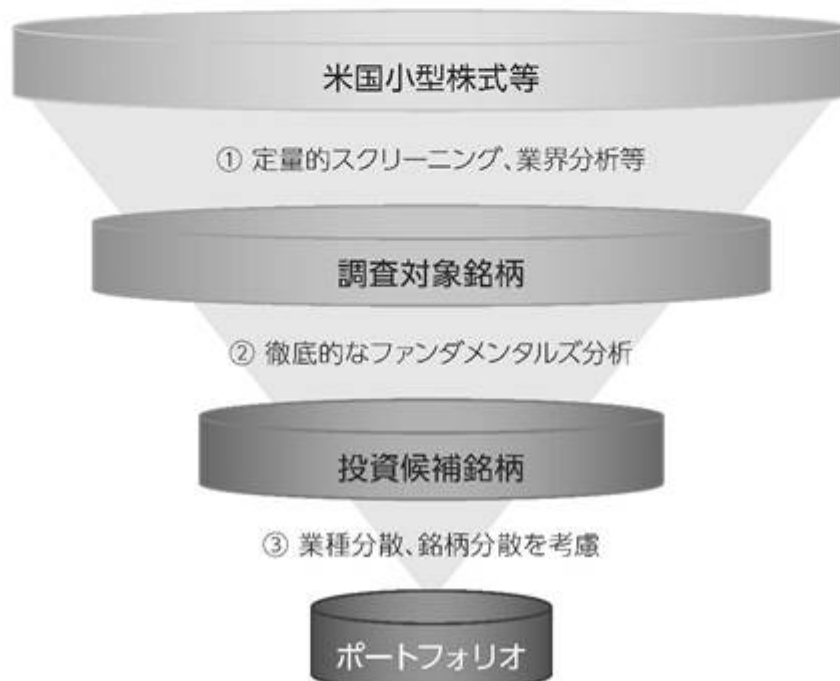 米国小型株式等
① 定量的スクリーニング、業界分析等
調査対象銘柄
② 徹底的なファンダメンタルズ分析
投資候補銘柄
③ 業種分散、銘柄分散を考慮
ポートフォリオ